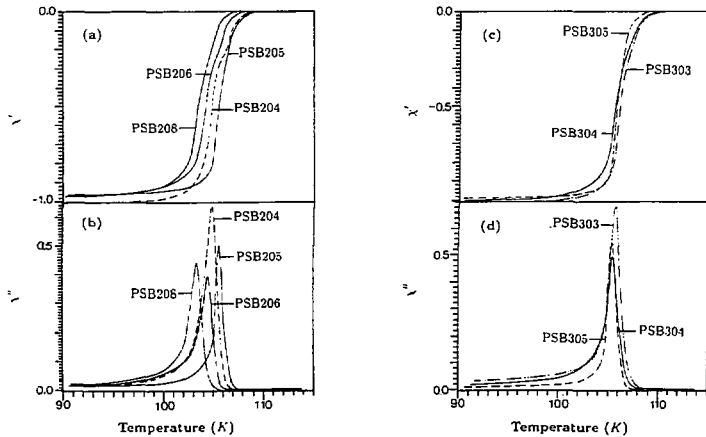 0.0
(a)
PSB205
PSB206
PSB204
PSB208
χ'
-1.0
(b)
PSB204
0.5
PSB205
PSB208
PSB206
χ"
0.0
90
100
110
Temperature (K)
0.0
(c)
PSB305
PSB303
-0.5
χ'
PSB304
(d)
PSB303
0.5
χ"
PSB305
PSB304
0.0
90
100
110
Temperature (K)